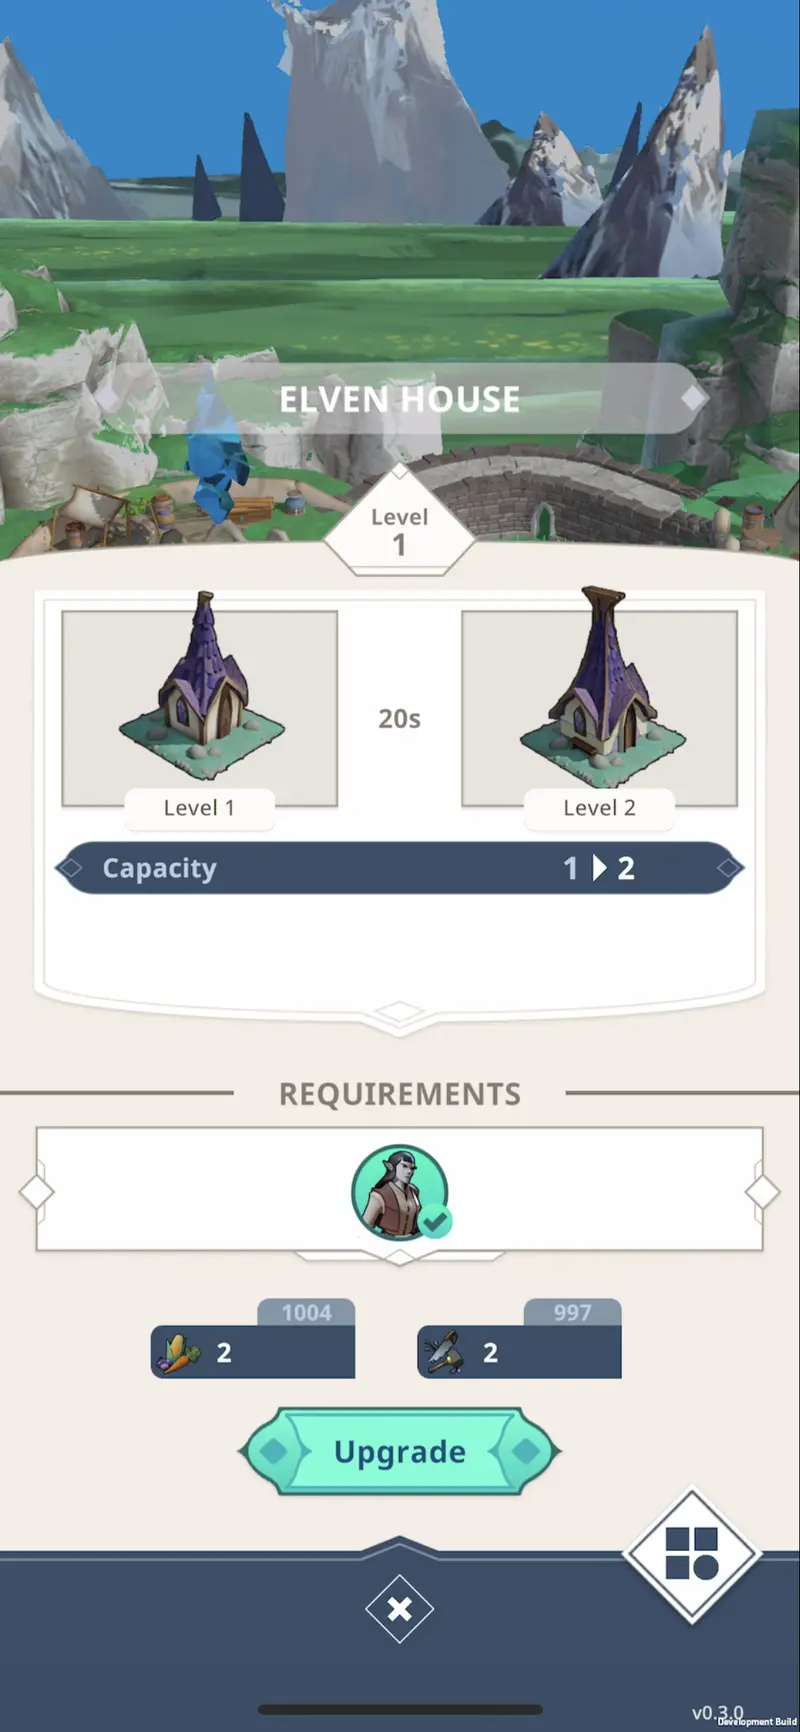 ELVEN HOUSE
Level
1
20s
Level 1
Level 2
Capacity
1 2
REQUIREMENTS
1004
997
2
2
Upgrade
v0.3.0
Development Build